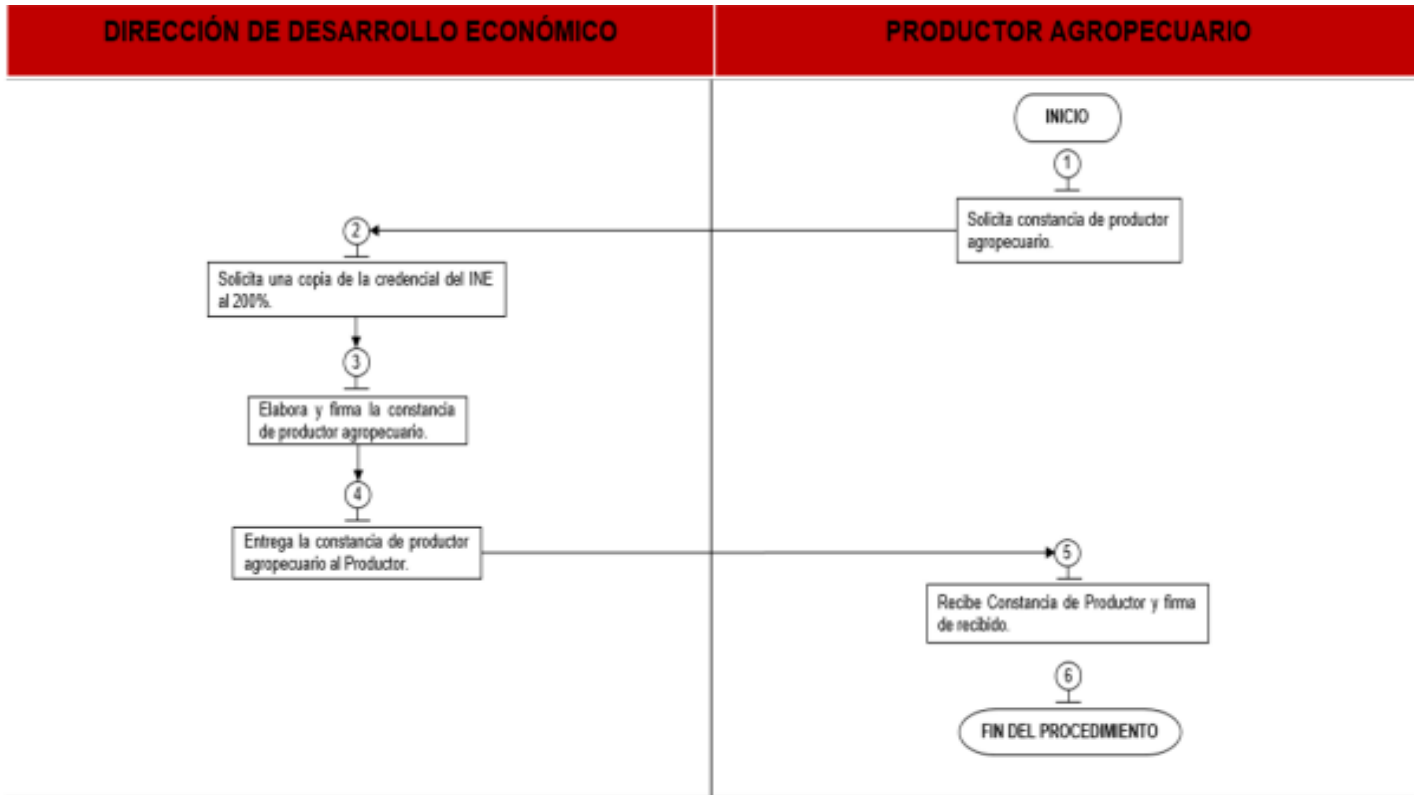 DIRECCIÓN DE DESARROLLO ECONÓMICO
PRODUCTOR AGROPECUARIO
INICIO
1
Solicita constancia de productor
agropecuario.
2
Solicita una copia de la credencial del INE
al 200%.
3
Elabora y firma la constancia
de productor agropecuario.
4
Entrega la constancia de productor
agropecuario al Productor.
5
Recibe Constancia de Productor y firma
de recibido.
6
FIN DEL PROCEDIMIENTO